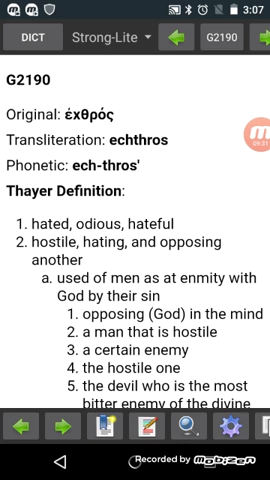 3:07
DICT Strong-Lite G2190
G2190
Original: ἐχθρός
Transliteration: echthros
Phonetic: ech-thros'
09:31
Thayer Definition:
1. hated, odious, hateful
2. hostile, hating, and opposing
another
a. used of men as at enmity with
God by their sin
1. opposing (God) in the mind
2. a man that is hostile
3. a certain enemy
4. the hostile one
5. the devil who is the most
bitter enemy of the divine
Recorded by mobizen